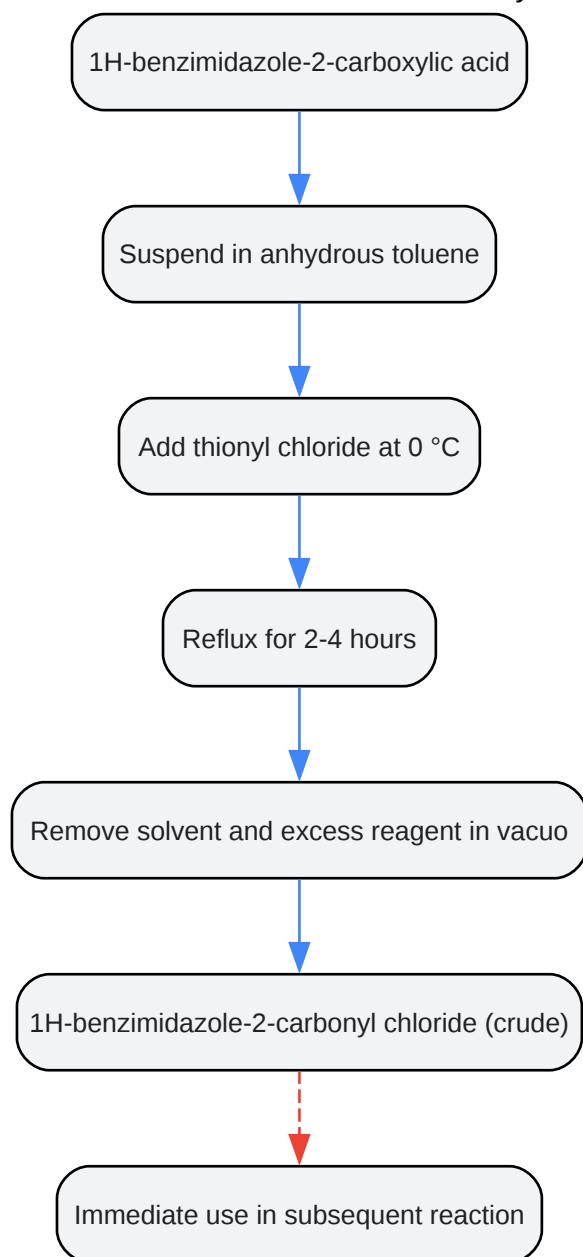 1H-benzimidazole-2-carboxylic acid
Suspend in anhydrous toluene
Add thionyl chloride at 0 °C
Reflux for 2-4 hours
Remove solvent and excess reagent in vacuo
1H-benzimidazole-2-carbonyl chloride (crude)
Immediate use in subsequent reaction